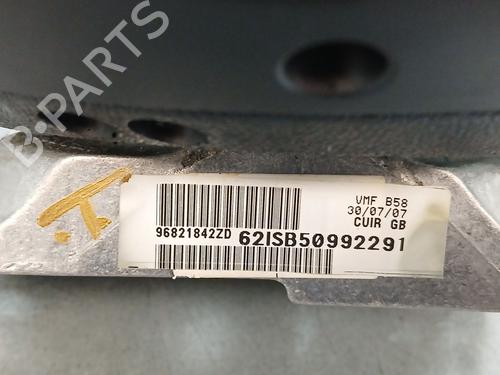 B-PARTS
VMF B58
30/07/07
CUIR GB
96821842ZD
62ISB50992291